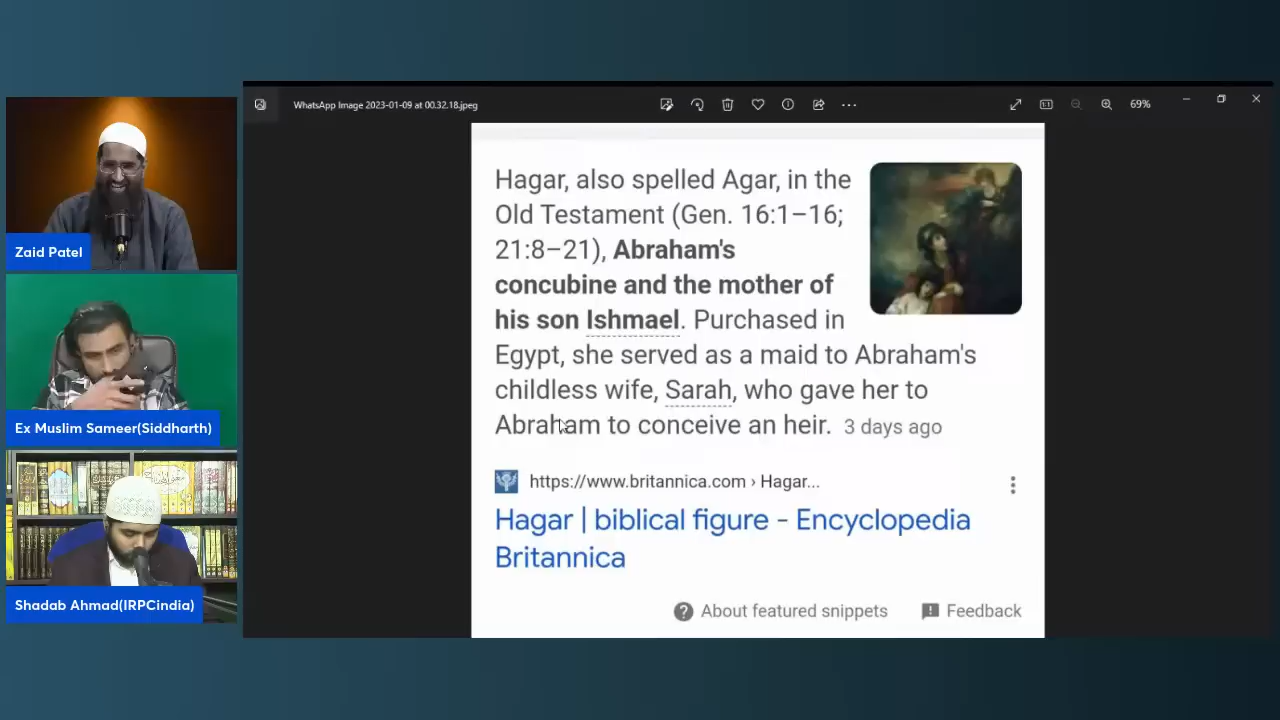 WhatsApp Image 2023-01-09 at 00.32.18.jpeg
69%
Zaid Patel
Ex Muslim Sameer(Siddharth)
Shadab Ahmad(IRPCindia)
Hagar, also spelled Agar, in the
Old Testament (Gen. 16:1–16;
21:8–21), Abraham's
concubine and the mother of
his son Ishmael. Purchased in
Egypt, she served as a maid to Abraham's
childless wife, Sarah, who gave her to
Abraham to conceive an heir. 3 days ago
https://www.britannica.com › Hagar...
Hagar | biblical figure - Encyclopedia
Britannica
About featured snippets
Feedback